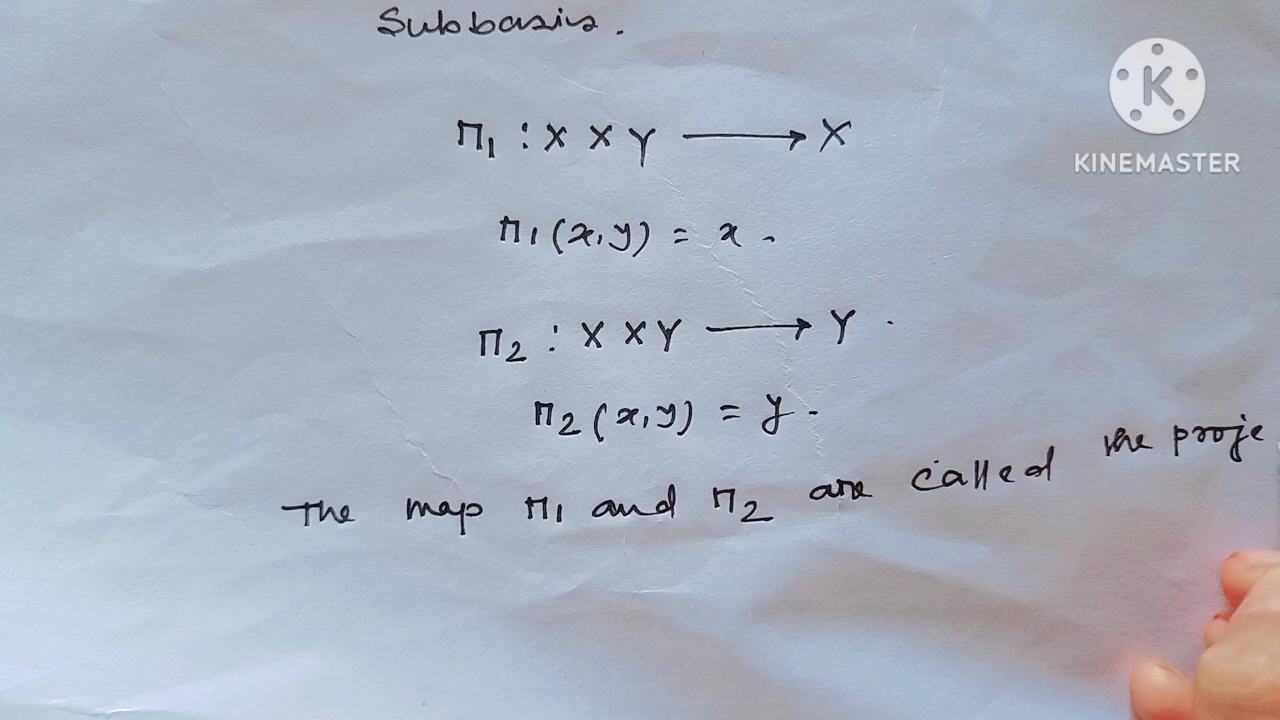 Subbasis.
π₁ : X × Y ⟶ X
π₁(x,y) = x.
π₂ : X × Y ⟶ Y.
π₂(x,y) = y.
The map π₁ and π₂ are called the proje
KINEMASTER